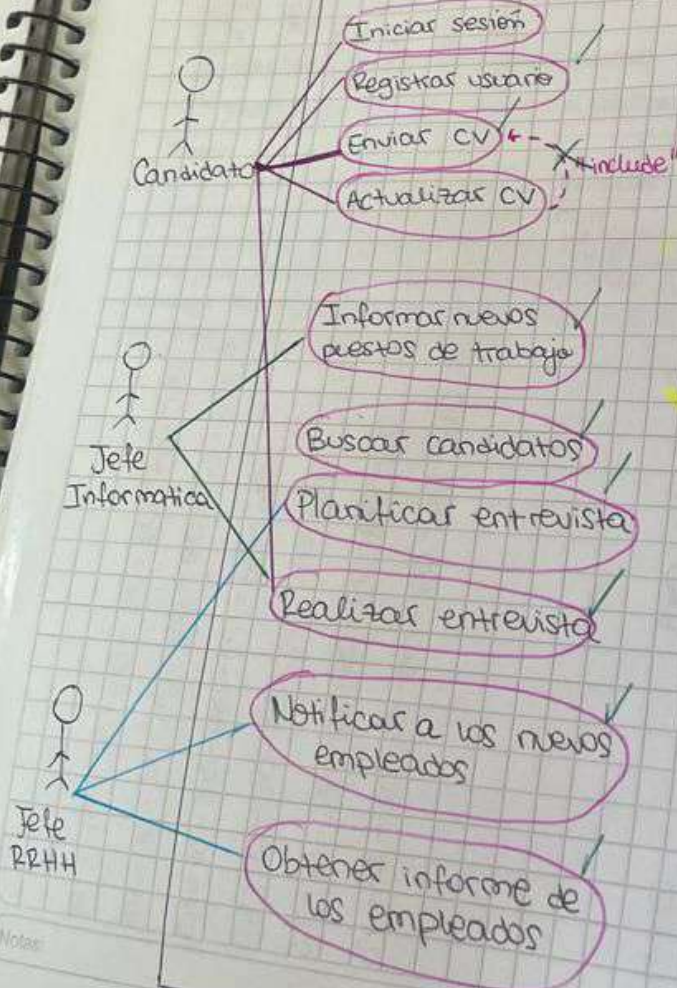 Iniciar sesión
Registrar usuario
Enviar CV
"include"
Candidato
Actualizar CV
Informar nuevos
puestos de trabajo
Jefe
Informatica
Buscar candidatos
Planificar entrevista
Realizar entrevista
Notificar a los nuevos
empleados
Jefe
RRHH
Obtener informe de
los empleados
Notas: